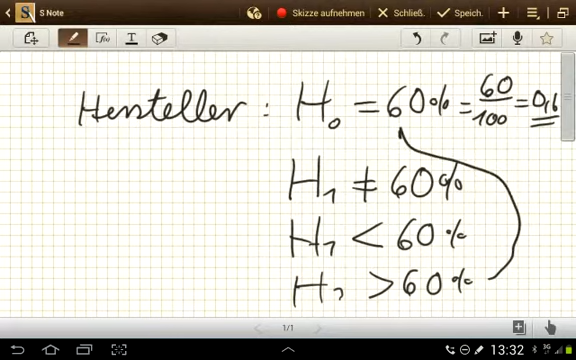 S Note
Skizze aufnehmen
Schließ.
Speich.
f(x)
T
Hersteller : H₀ = 60% = 60/100 = 0,6
H₁ ≠ 60%
H₁ < 60%
H₁ > 60%
1/1
3G
13:32